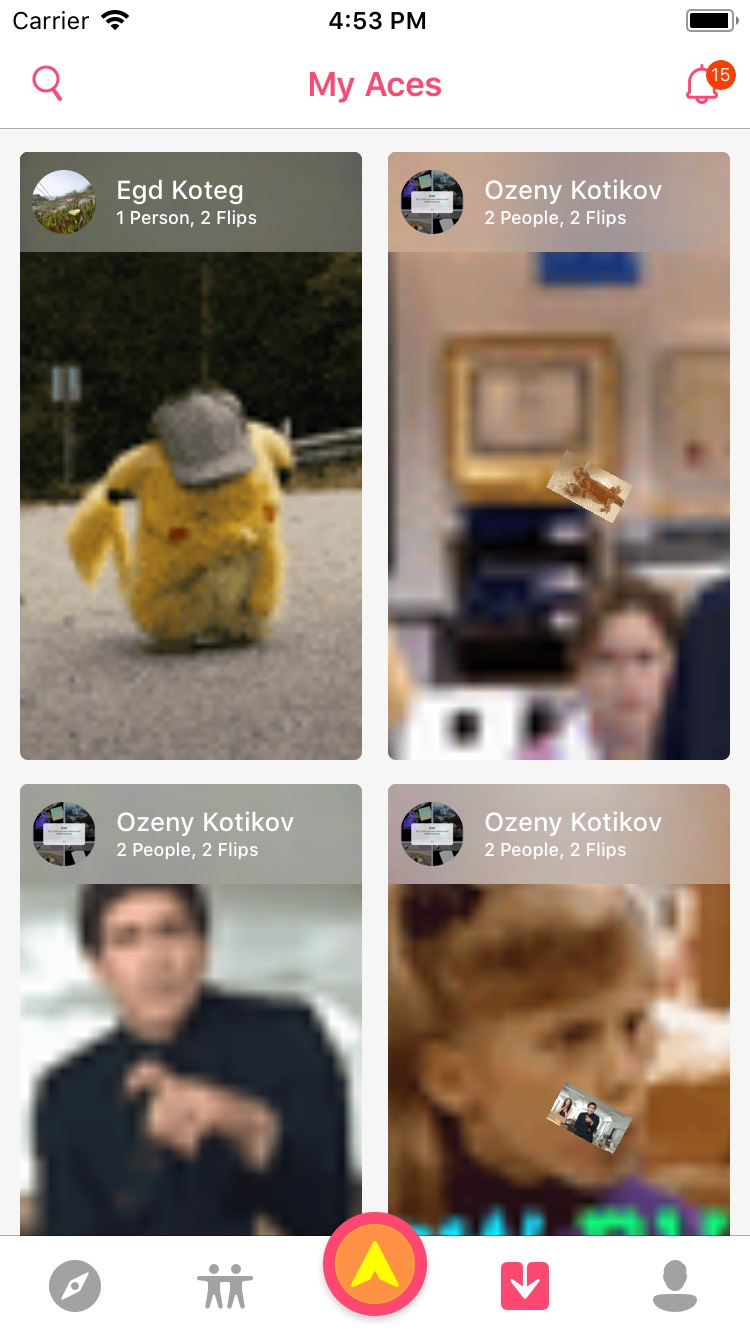 Carrier 4:53 PM
My Aces 15
Egd Koteg
1 Person, 2 Flips
Ozeny Kotikov
2 People, 2 Flips
Ozeny Kotikov
2 People, 2 Flips
Ozeny Kotikov
2 People, 2 Flips